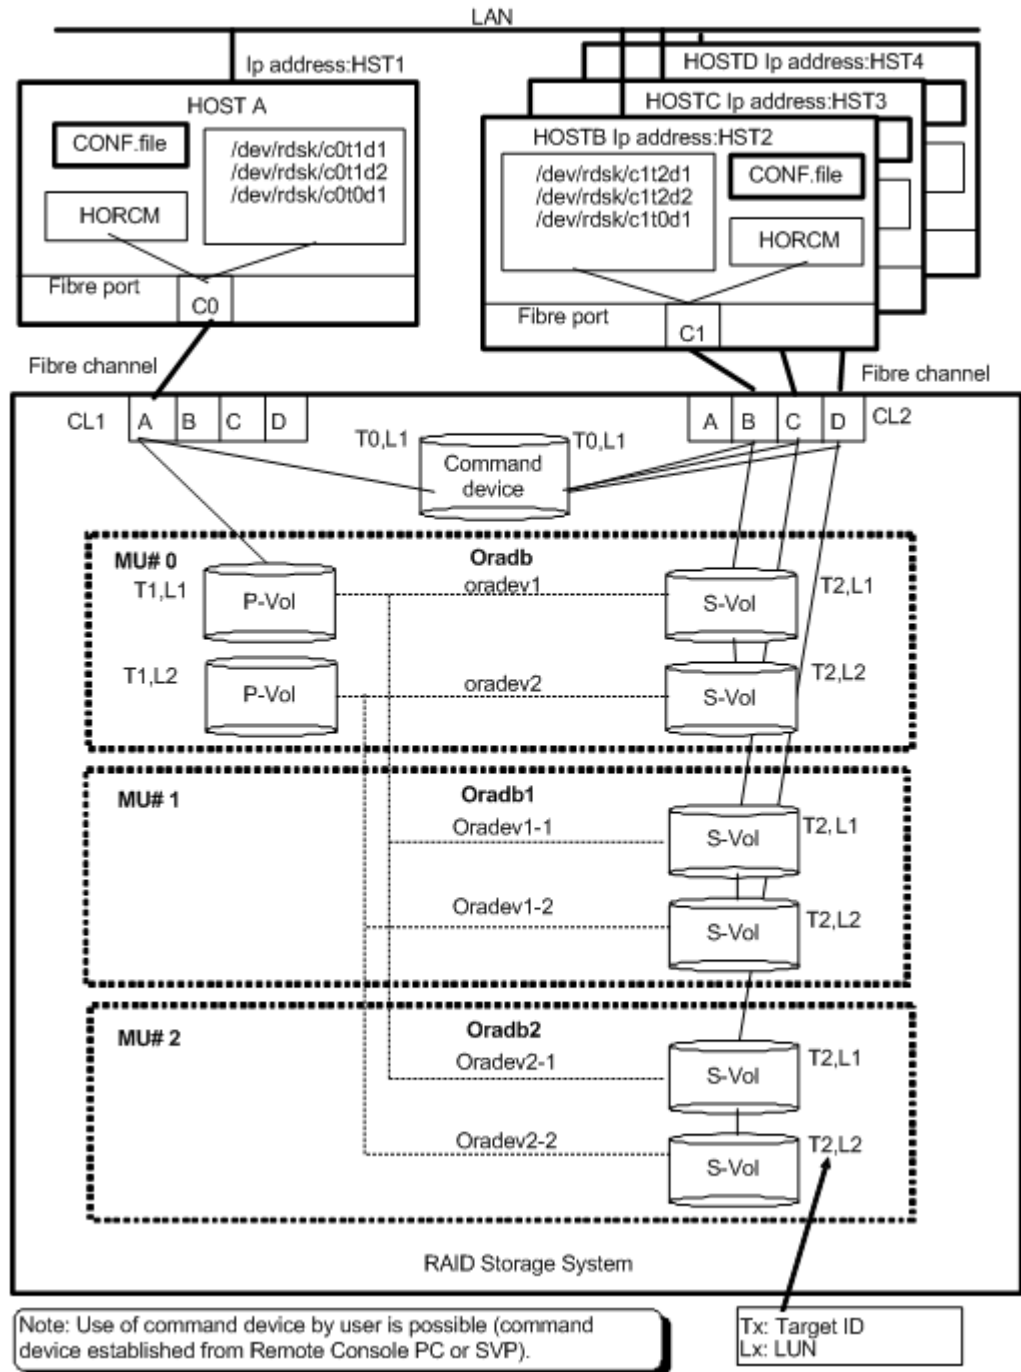 LAN
Ip address:HST1
HOST A
CONF.file
/dev/rdsk/c0t1d1
/dev/rdsk/c0t1d2
/dev/rdsk/c0t0d1
HORCM
Fibre port
C0
HOSTD Ip address:HST4
HOSTC Ip address:HST3
HOSTB Ip address:HST2
/dev/rdsk/c1t2d1
/dev/rdsk/c1t2d2
/dev/rdsk/c1t0d1
CONF.file
HORCM
Fibre port
C1
Fibre channel
Fibre channel
CL1
A B C D
A B C D
CL2
T0,L1
T0,L1
Command
device
MU# 0
Oradb
T1,L1
P-Vol
oradev1
S-Vol
T2,L1
T1,L2
P-Vol
oradev2
S-Vol
T2,L2
MU# 1
Oradb1
Oradev1-1
S-Vol
T2,L1
Oradev1-2
S-Vol
T2,L2
MU# 2
Oradb2
Oradev2-1
S-Vol
T2,L1
Oradev2-2
S-Vol
T2,L2
RAID Storage System
Note: Use of command device by user is possible (command
device established from Remote Console PC or SVP).
Tx: Target ID
Lx: LUN